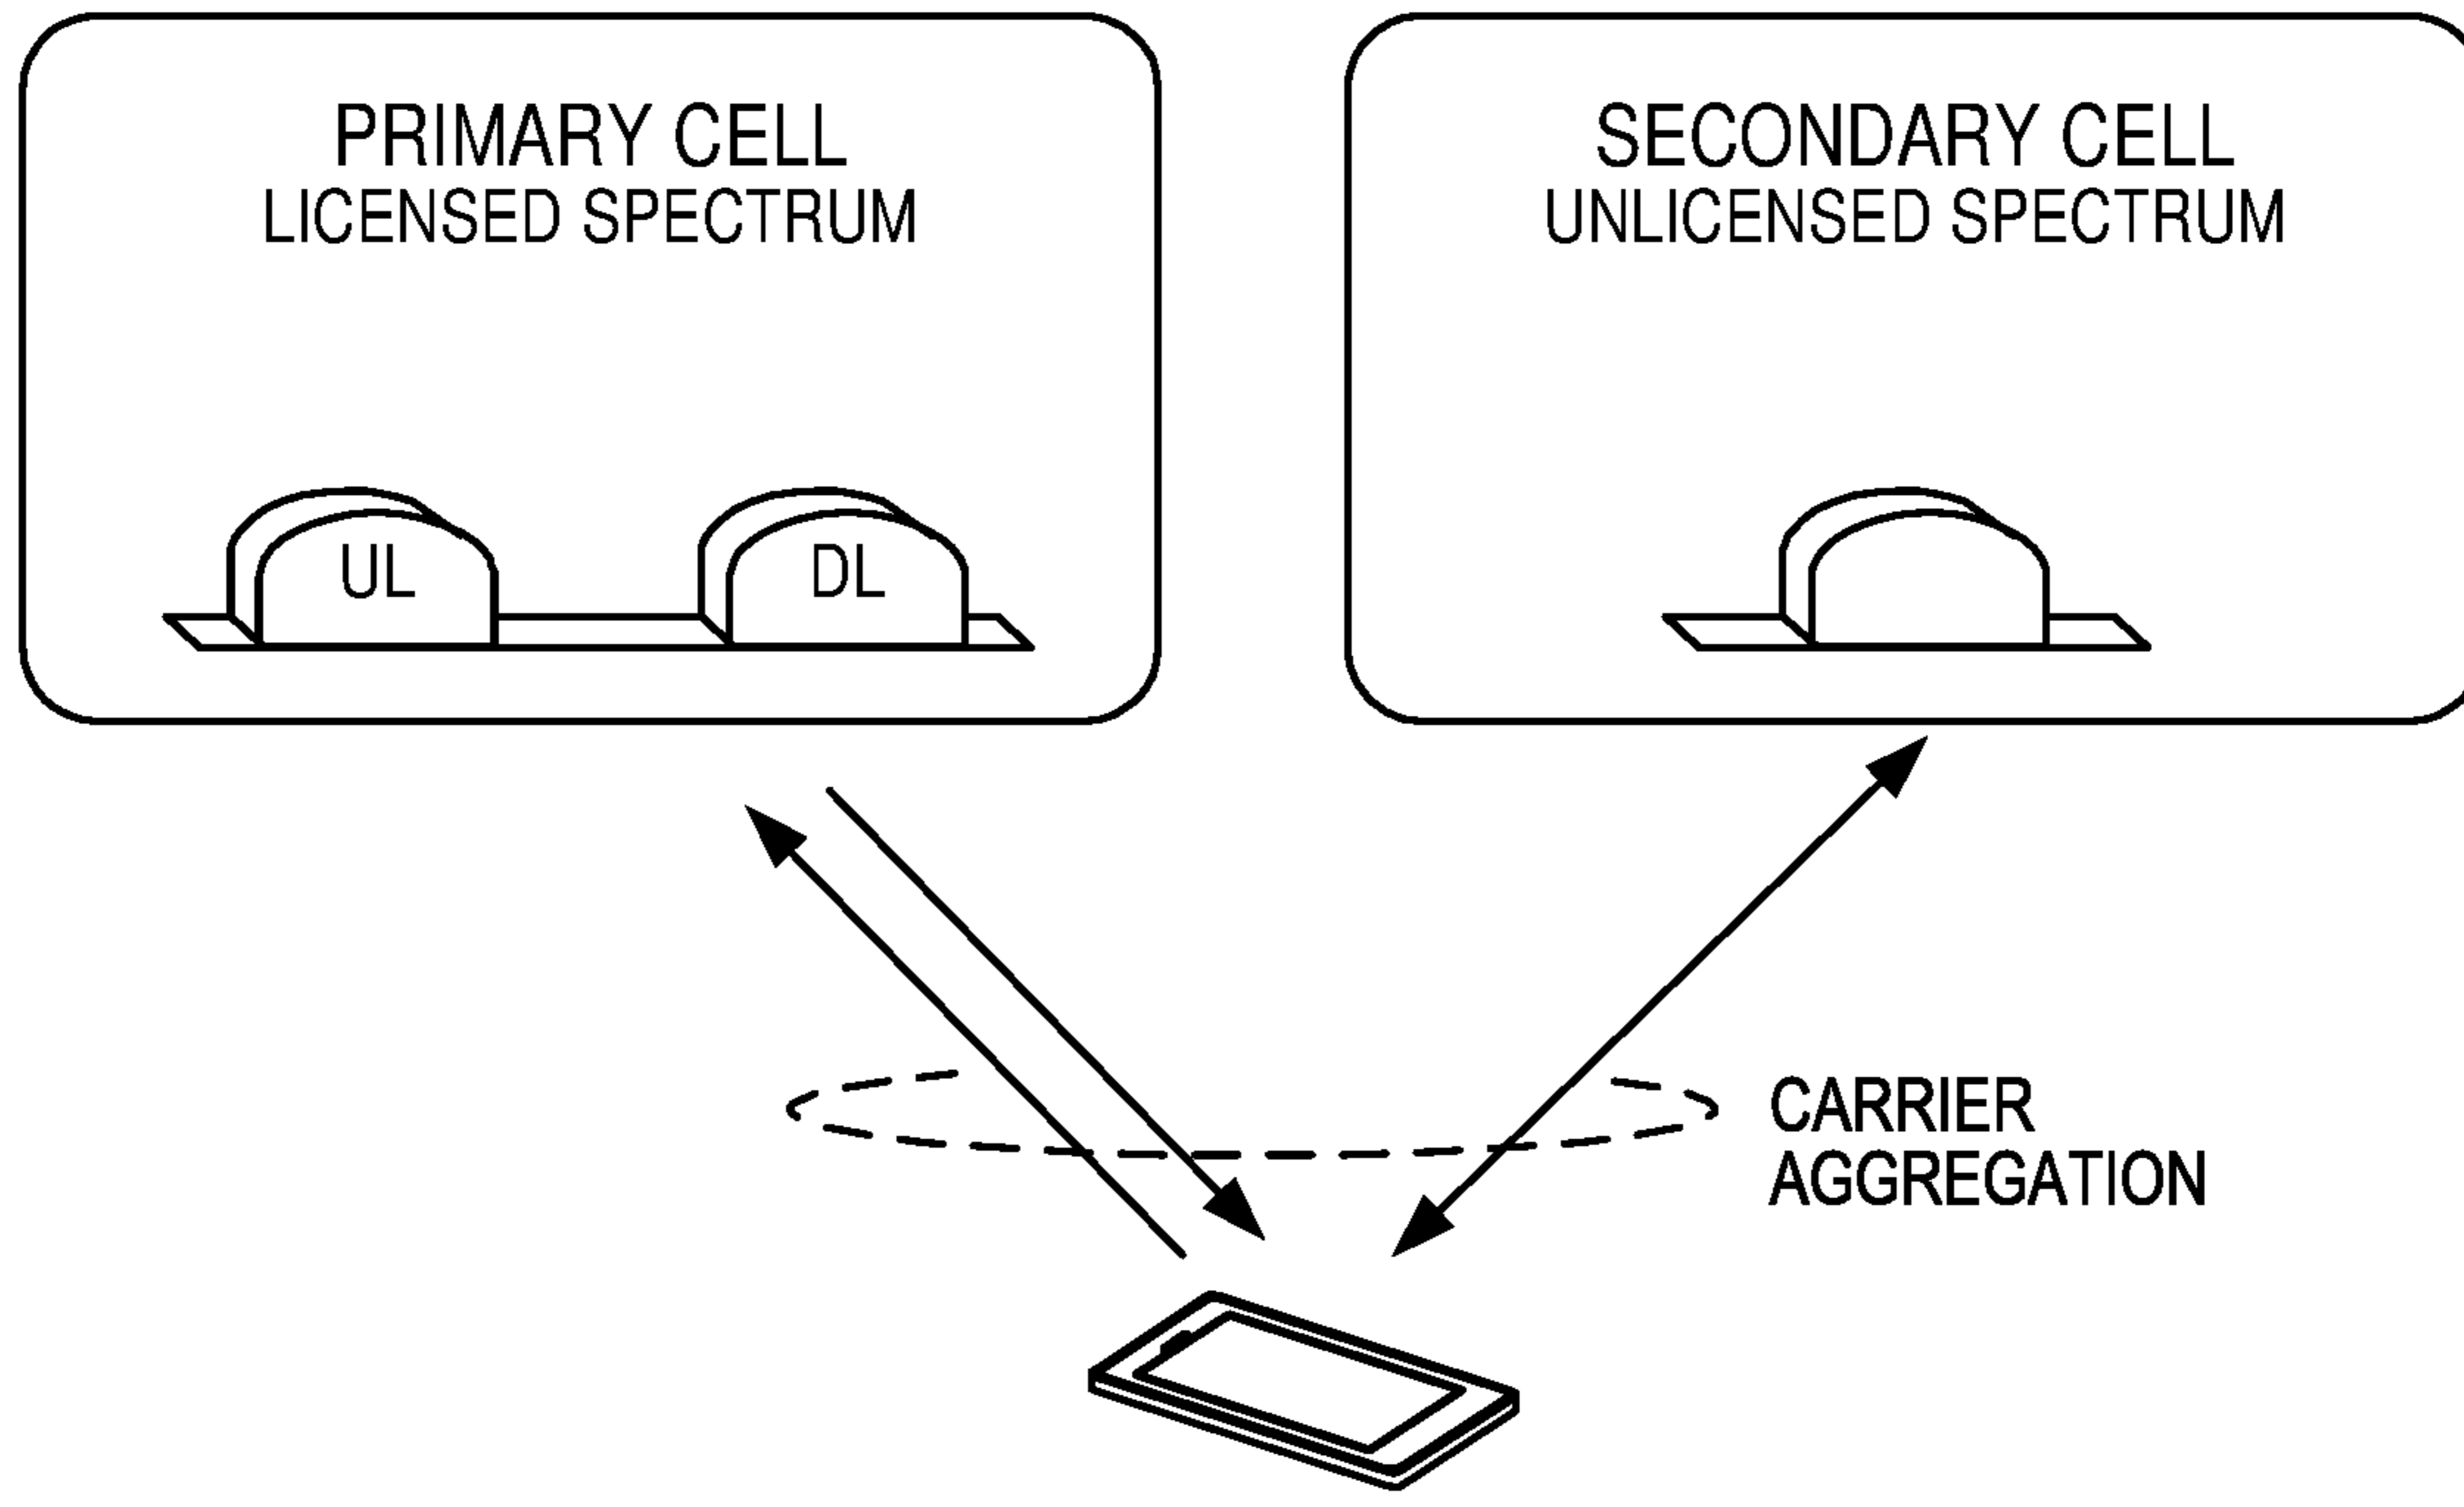 PRIMARY CELL
LICENSED SPECTRUM
UL
DL
SECONDARY CELL
UNLICENSED SPECTRUM
CARRIER
AGGREGATION